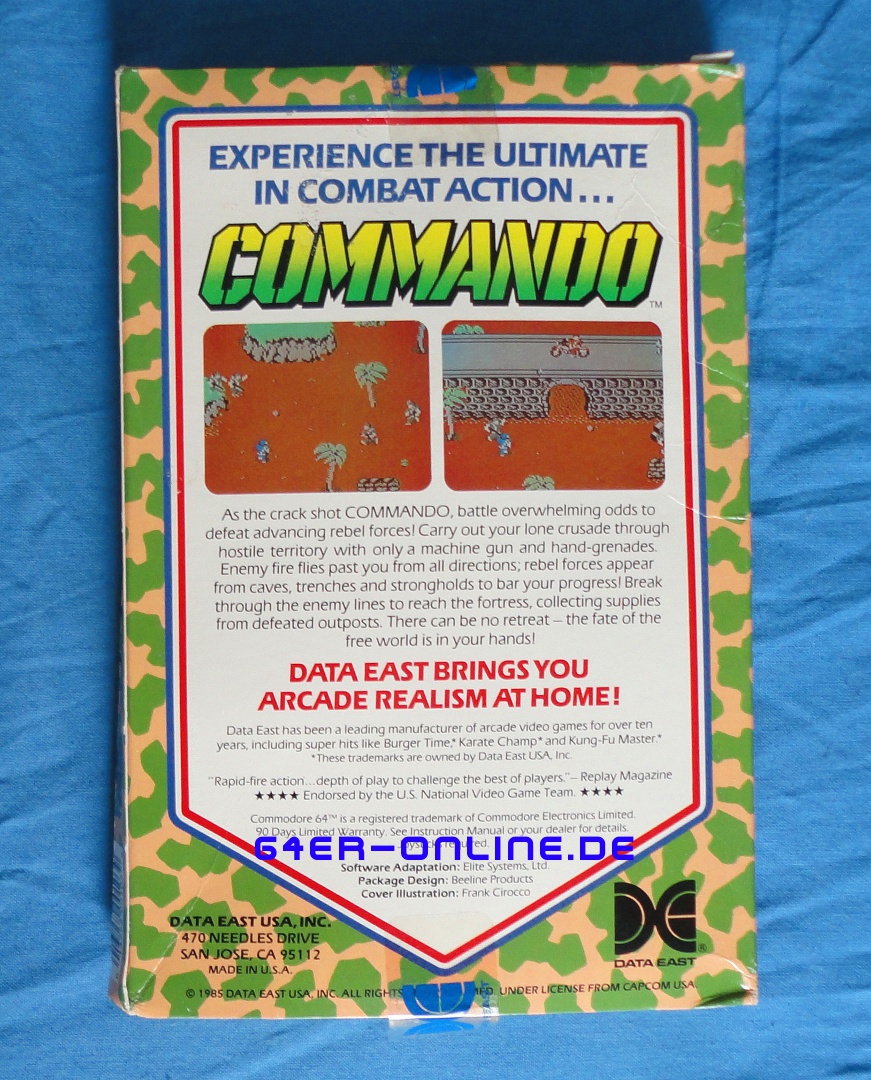 EXPERIENCE THE ULTIMATE
IN COMBAT ACTION...
COMMANDO™
As the crack shot COMMANDO, battle overwhelming odds to
defeat advancing rebel forces! Carry out your lone crusade through
hostile territory with only a machine gun and hand-grenades.
Enemy fire flies past you from all directions; rebel forces appear
from caves, trenches and strongholds to bar your progress! Break
through the enemy lines to reach the fortress, collecting supplies
from defeated outposts. There can be no retreat – the fate of the
free world is in your hands!
DATA EAST BRINGS YOU
ARCADE REALISM AT HOME!
Data East has been a leading manufacturer of arcade video games for over ten
years, including super hits like Burger Time,* Karate Champ* and Kung-Fu Master.*
*These trademarks are owned by Data East USA, Inc.
"Rapid-fire action...depth of play to challenge the best of players."– Replay Magazine
★★★★ Endorsed by the U.S. National Video Game Team. ★★★★
Commodore 64™ is a registered trademark of Commodore Electronics Limited.
90 Days Limited Warranty. See Instruction Manual or your dealer for details.
64ER-ONLINE.DE
Software Adaptation: Elite Systems, Ltd.
Package Design: Beeline Products
Cover Illustration: Frank Cirocco
DATA EAST USA, INC.
470 NEEDLES DRIVE
SAN JOSE, CA 95112
MADE IN U.S.A.
DATA EAST®
© 1985 DATA EAST USA, INC. ALL RIGHTS UNDER LICENSE FROM CAPCOM USA.